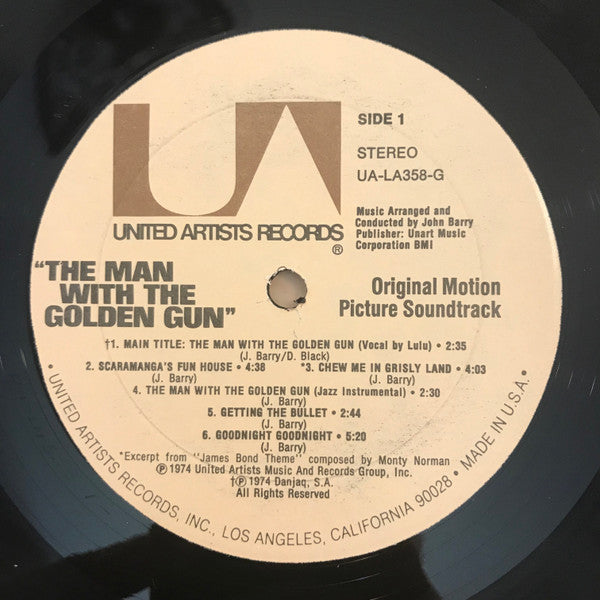 UA
SIDE 1
STEREO
UA-LA358-G
UNITED ARTISTS RECORDS ®
Music Arranged and
Conducted by John Barry
Publisher: Unart Music
Corporation BMI
"THE MAN
WITH THE
GOLDEN GUN"
Original Motion
Picture Soundtrack
†1. MAIN TITLE: THE MAN WITH THE GOLDEN GUN (Vocal by Lulu) • 2:35
(J. Barry/D. Black)
2. SCARAMANGA'S FUN HOUSE • 4:38 *3. CHEW ME IN GRISLY LAND • 4:03
(J. Barry) (J. Barry)
4. THE MAN WITH THE GOLDEN GUN (Jazz Instrumental) • 2:30
(J. Barry)
5. GETTING THE BULLET • 2:44
(J. Barry)
6. GOODNIGHT GOODNIGHT • 5:20
(J. Barry)
*Excerpt from "James Bond Theme" composed by Monty Norman
℗ 1974 United Artists Music And Records Group, Inc.
†℗ 1974 Danjaq, S.A.
All Rights Reserved
• UNITED ARTISTS RECORDS, INC., LOS ANGELES, CALIFORNIA 90028 • MADE IN U.S.A. •